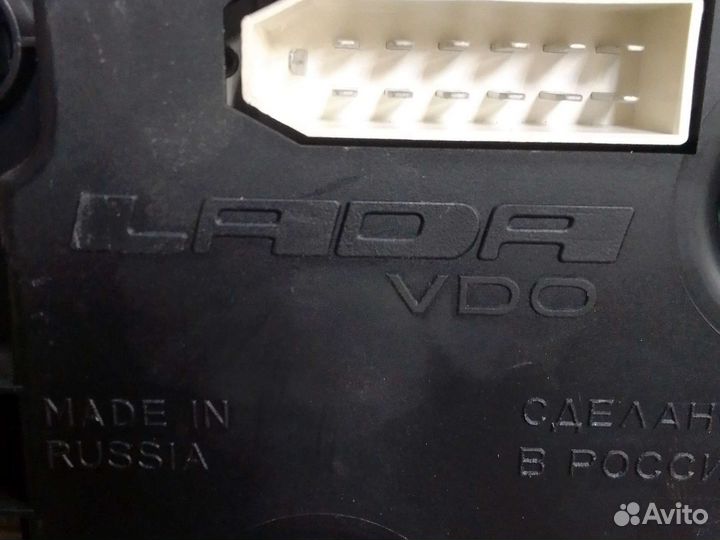 LADA
VDO
MADE IN
RUSSIA
СДЕЛАН
В РОССИ
Avito